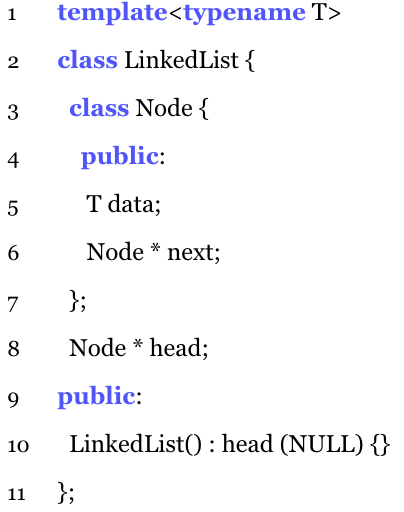 1 template<typename T>
2 class LinkedList {
3 class Node {
4 public:
5 T data;
6 Node * next;
7 };
8 Node * head;
9 public:
10 LinkedList() : head (NULL) {}
11 };